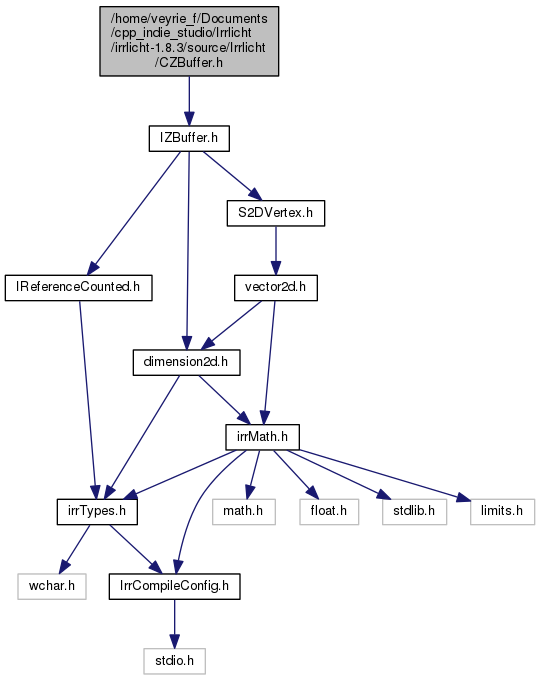 /home/veyrie_f/Documents
/cpp_indie_studio/Irrlicht
/irrlicht-1.8.3/source/Irrlicht
/CZBuffer.h
IZBuffer.h
S2DVertex.h
IReferenceCounted.h
vector2d.h
dimension2d.h
irrMath.h
irrTypes.h
math.h
float.h
stdlib.h
limits.h
wchar.h
IrrCompileConfig.h
stdio.h